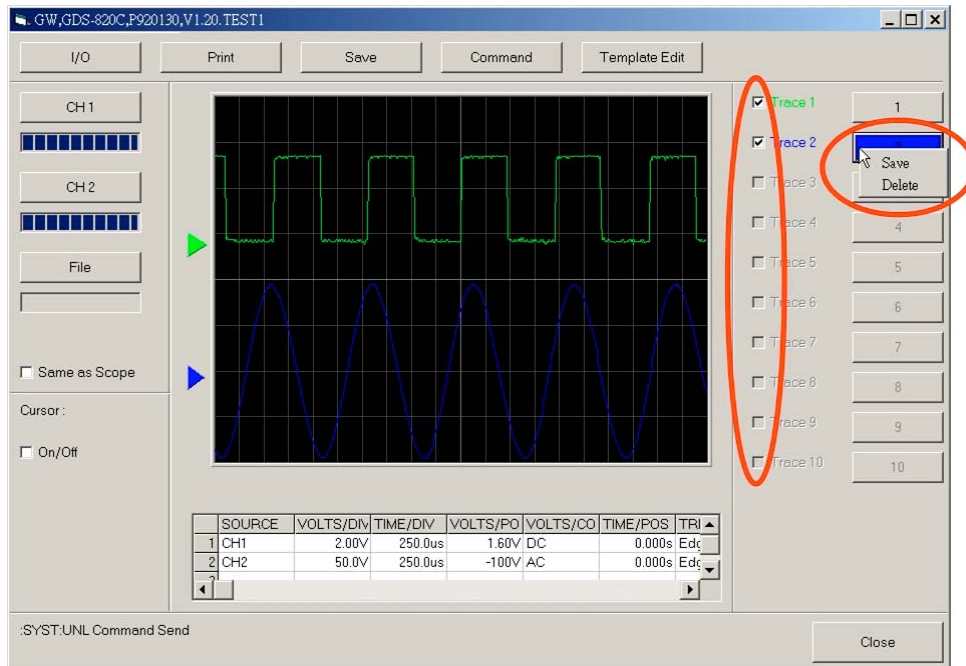 GW,GDS-820C,P920130,V1.20.TEST1
I/O Print Save Command Template Edit
CH 1
CH 2
File
Same as Scope
Cursor :
On/Off
Trace 1 1
Trace 2
Save
Delete
Trace 3
Trace 4 4
Trace 5 5
Trace 6 6
Trace 7 7
Trace 8 8
Trace 9 9
Trace 10 10
SOURCE VOLTS/DIV TIME/DIV VOLTS/PO VOLTS/CO TIME/POS TRI
1 CH1 2.00V 250.0us 1.60V DC 0.000s Edg
2 CH2 50.0V 250.0us -100V AC 0.000s Edg
:SYST:UNL Command Send
Close